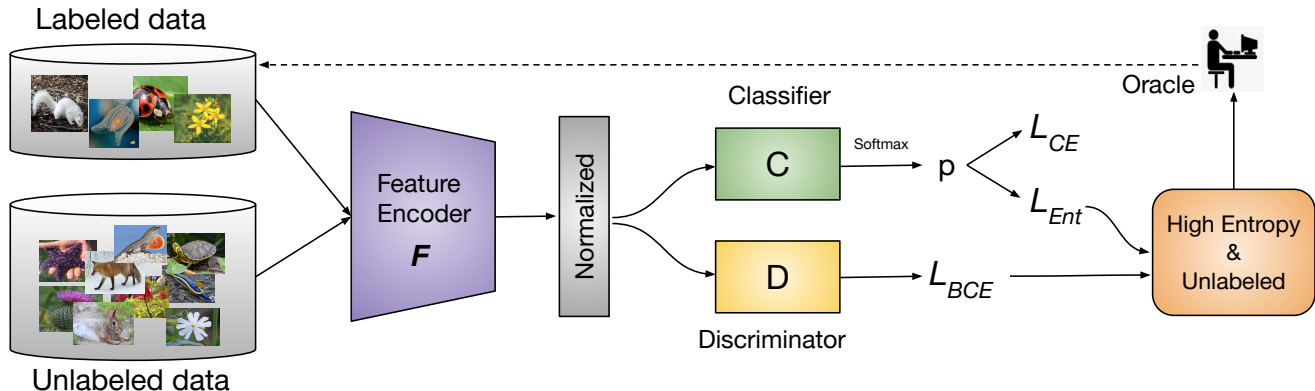 Labeled data
Oracle
Classifier
Feature
Encoder
F
Normalized
C
Softmax
p
L_CE
L_Ent
High Entropy
&
Unlabeled
D
L_BCE
Discriminator
Unlabeled data